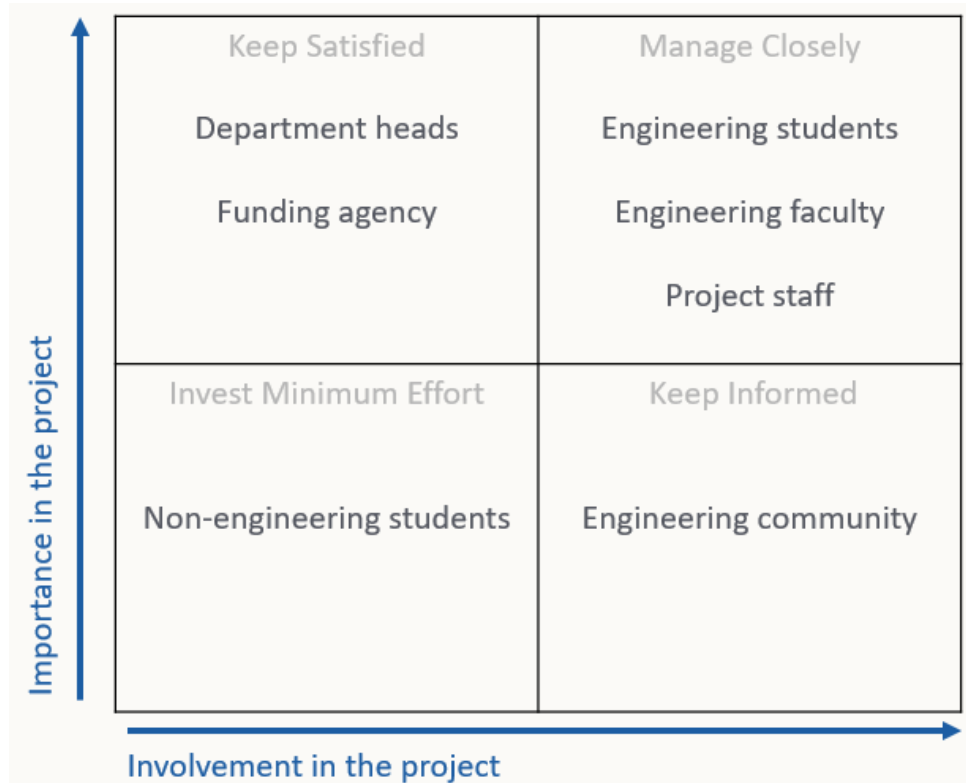 Keep Satisfied
Department heads
Funding agency
Manage Closely
Engineering students
Engineering faculty
Project staff
Invest Minimum Effort
Non-engineering students
Keep Informed
Engineering community
Importance in the project
Involvement in the project